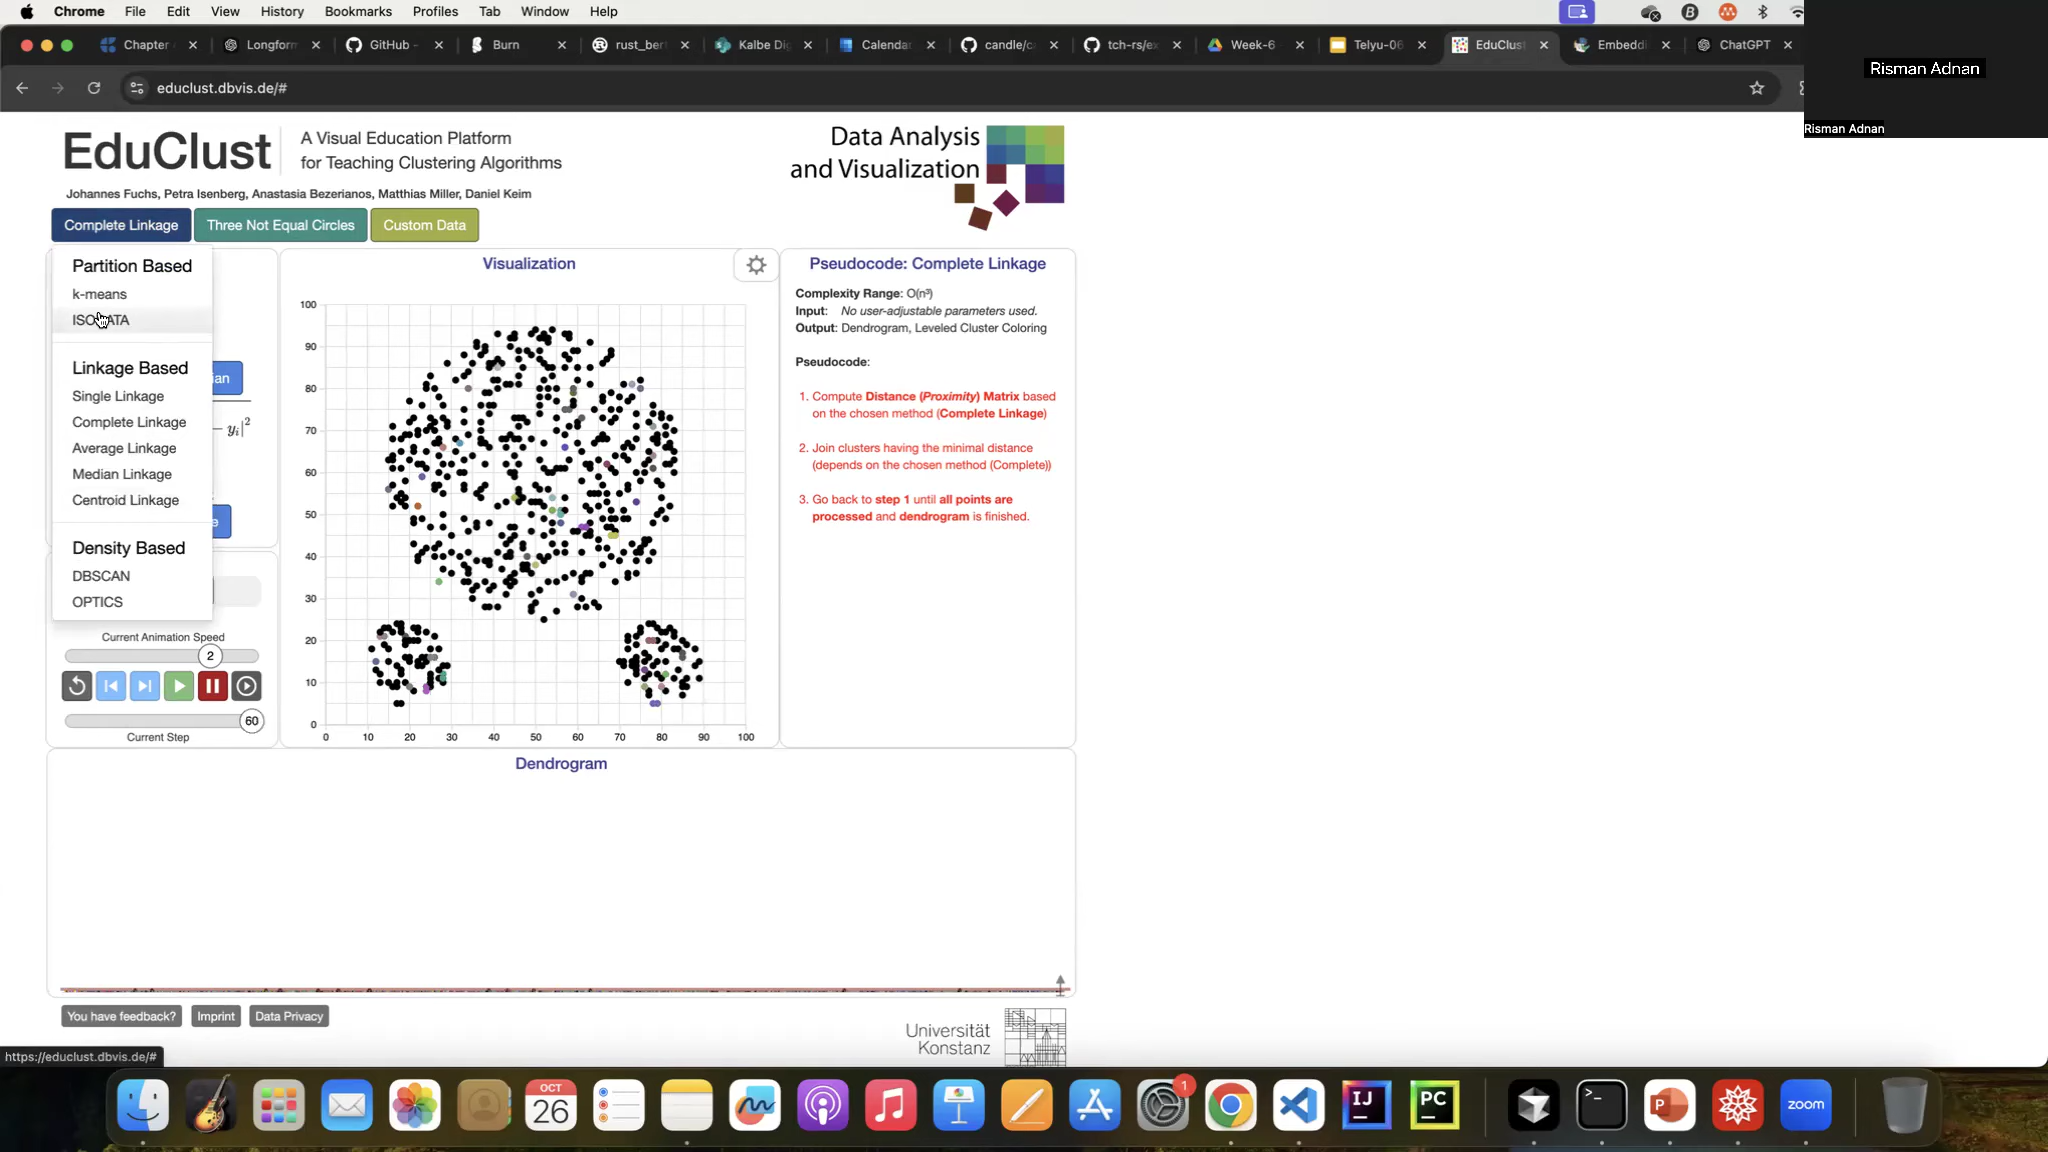 Chrome File Edit View History Bookmarks Profiles Tab Window Help
Chapter
Longform
GitHub -
Burn
rust_ber
Kalbe Di
Calenda
candle/c
tch-rs/e
Week-6
Telyu-06
EduClust
Embeddi
ChatGPT
Risman Adnan
Risman Adnan
educlust.dbvis.de/#
EduClust
A Visual Education Platform
for Teaching Clustering Algorithms
Johannes Fuchs, Petra Isenberg, Anastasia Bezerianos, Matthias Miller, Daniel Keim
Data Analysis
and Visualization
Complete Linkage
Three Not Equal Circles
Custom Data
Partition Based
k-means
Linkage Based
Single Linkage
Complete Linkage
Average Linkage
Median Linkage
Centroid Linkage
Density Based
DBSCAN
OPTICS
ian
− yᵢ|²
e
Current Animation Speed
2
60
Current Step
Visualization
100
90
80
70
60
50
40
30
20
10
0
0 10 20 30 40 50 60 70 80 90 100
Pseudocode: Complete Linkage
Complexity Range: O(n³)
Input: No user-adjustable parameters used.
Output: Dendrogram, Leveled Cluster Coloring
Pseudocode:
1. Compute Distance (Proximity) Matrix based
on the chosen method (Complete Linkage)
2. Join clusters having the minimal distance
(depends on the chosen method (Complete))
3. Go back to step 1 until all points are
processed and dendrogram is finished.
Dendrogram
You have feedback?
Imprint
Data Privacy
Universität
Konstanz
https://educlust.dbvis.de/#
OCT
26
1
IJ
PC
>_
P
zoom